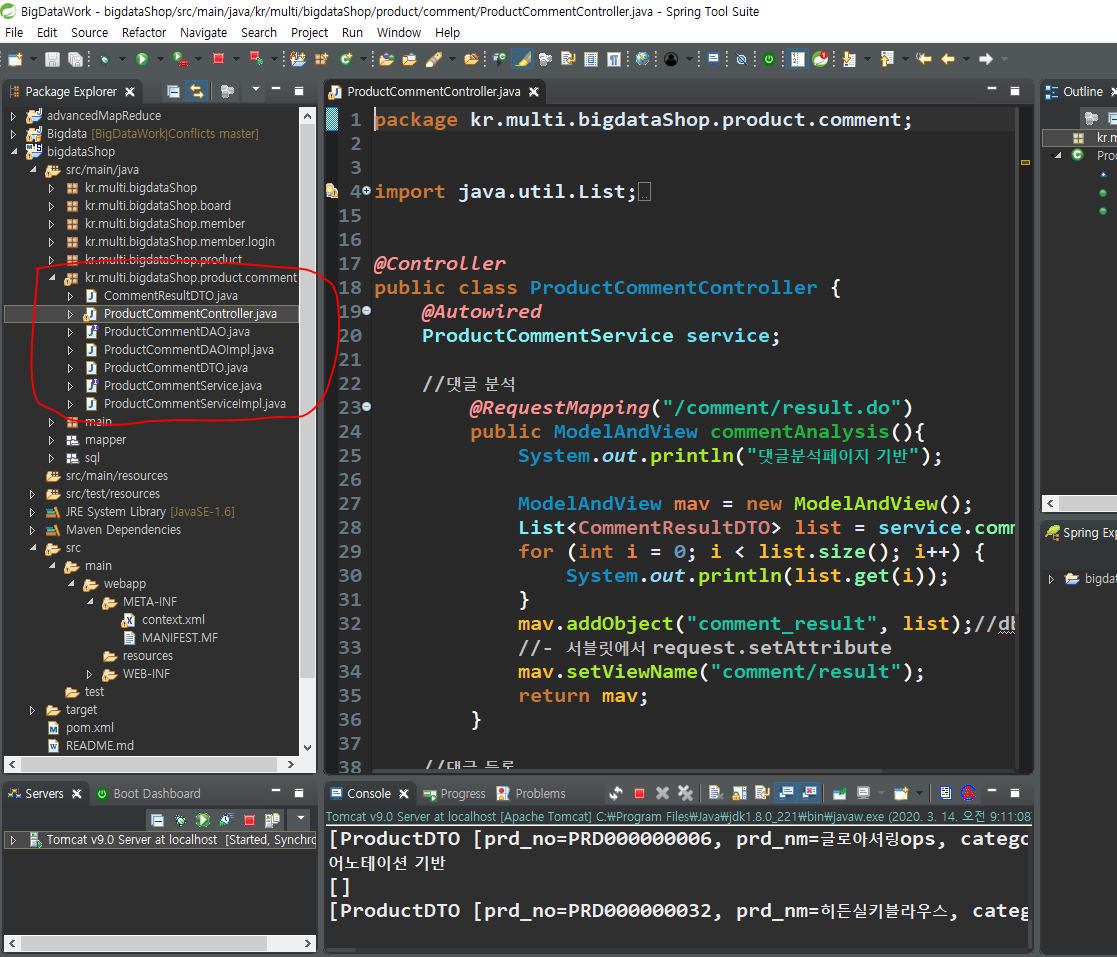 BigDataWork - bigdataShop/src/main/java/kr/multi/bigdataShop/product/comment/ProductCommentController.java - Spring Tool Suite
File Edit Source Refactor Navigate Search Project Run Window Help
Package Explorer
advancedMapReduce
Bigdata [BigDataWork|Conflicts master]
bigdataShop
src/main/java
kr.multi.bigdataShop
kr.multi.bigdataShop.board
kr.multi.bigdataShop.member
kr.multi.bigdataShop.member.login
kr.multi.bigdataShop.product
kr.multi.bigdataShop.product.comment
CommentResultDTO.java
ProductCommentController.java
ProductCommentDAO.java
ProductCommentDAOImpl.java
ProductCommentDTO.java
ProductCommentService.java
ProductCommentServiceImpl.java
main
mapper
sql
src/main/resources
src/test/resources
JRE System Library [JavaSE-1.6]
Maven Dependencies
src
main
webapp
META-INF
context.xml
MANIFEST.MF
resources
WEB-INF
test
target
pom.xml
README.md
ProductCommentController.java
1 package kr.multi.bigdataShop.product.comment;
2
3
4 import java.util.List;
15
16
17 @Controller
18 public class ProductCommentController {
19 @Autowired
20 ProductCommentService service;
21
22 //댓글 분석
23 @RequestMapping("/comment/result.do")
24 public ModelAndView commentAnalysis(){
25 System.out.println("댓글분석페이지 기반");
26
27 ModelAndView mav = new ModelAndView();
28 List<CommentResultDTO> list = service.comm
29 for (int i = 0; i < list.size(); i++) {
30 System.out.println(list.get(i));
31 }
32 mav.addObject("comment_result", list);//db
33 //- 서블릿에서 request.setAttribute
34 mav.setViewName("comment/result");
35 return mav;
36 }
37
38 //댓글 등록
Outline
kr.m
Proc
Spring Exp
bigdat
Servers Boot Dashboard
Tomcat v9.0 Server at localhost [Started, Synchro
Console Progress Problems
Tomcat v9.0 Server at localhost [Apache Tomcat] C:₩Program Files₩Java₩jdk1.8.0_221₩bin₩javaw.exe (2020. 3. 14. 오전 9:11:08)
[ProductDTO [prd_no=PRD000000006, prd_nm=글로아셔링ops, catego
어노테이션 기반
[]
[ProductDTO [prd_no=PRD000000032, prd_nm=히든실키블라우스, categ